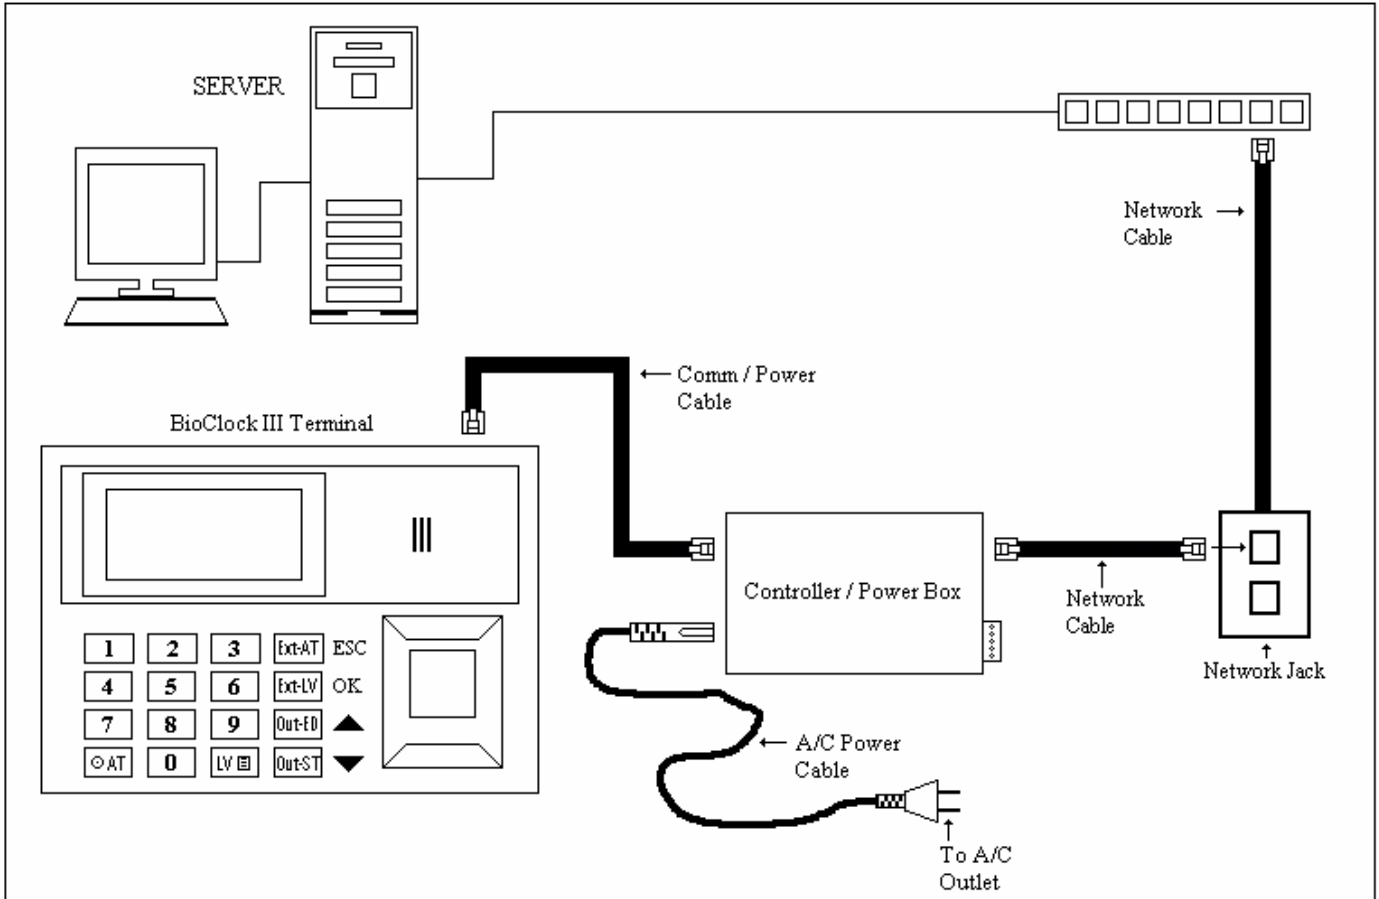 SERVER
Network
Cable
Comm / Power
Cable
BioClock III Terminal
Controller / Power Box
Network
Cable
Network Jack
1 2 3 Ext-AT ESC
4 5 6 Ext-LV OK
7 8 9 Out-ED
AT 0 LV Out-ST
A/C Power
Cable
To A/C
Outlet